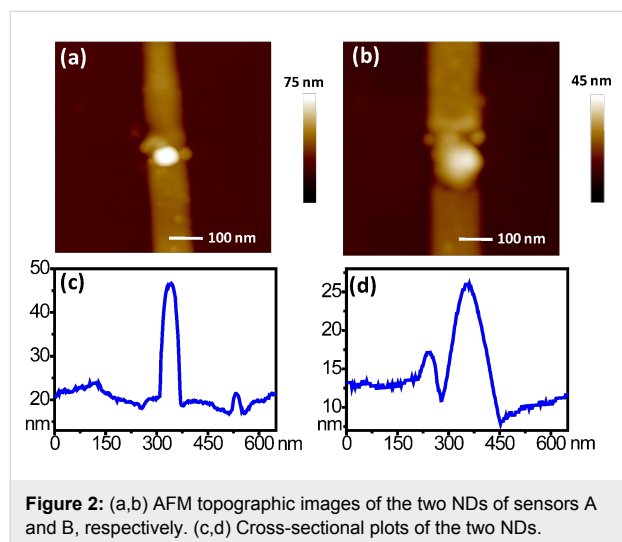 (a)
75 nm
100 nm
(b)
45 nm
100 nm
(c)
50
40
30
20
nm
0 150 300 450 600 nm
(d)
25
20
15
10
nm
0 150 300 450 600 nm
Figure 2: (a,b) AFM topographic images of the two NDs of sensors A
and B, respectively. (c,d) Cross-sectional plots of the two NDs.